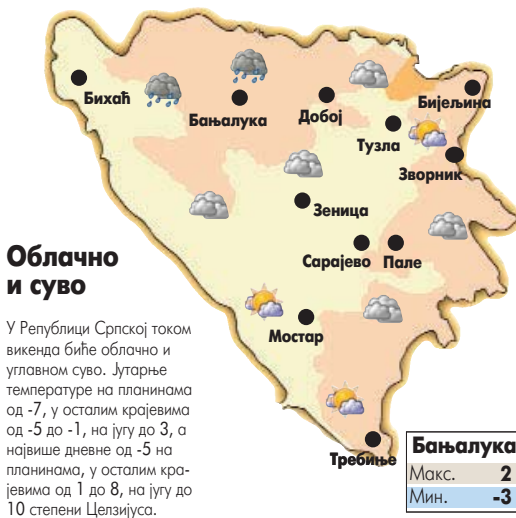 Бихаћ
Бањалука
Добој
Бијељина
Тузла
Зворник
Зеница
Сарајево
Пале
Мостар
Требиње
Облачно
и суво
У Републици Српској током
викенда биће облачно и
углавном суво. Јутарње
температуре на планинама
од -7, у осталим крајевима
од -5 до -1, на југу до 3, а
највише дневне од -5 на
планинама, у осталим кра-
јевима од 1 до 8, на југу до
10 степени Целзијуса.
Бањалука
Макс. 2
Мин. -3